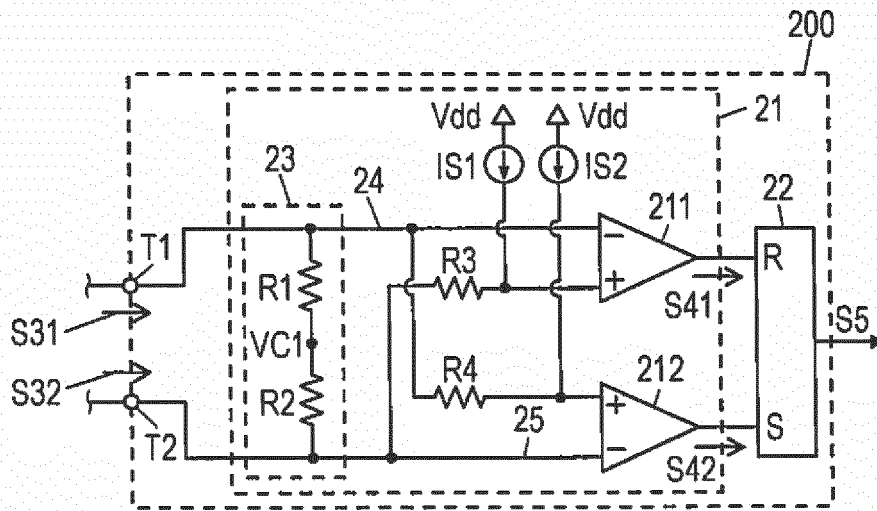 200
Vdd Vdd
21
23
IS1 IS2
24
211
22
T1
R3
R
R1
S41
S5
S31
VC1
R4
212
S32
R2
25
S
T2
S42